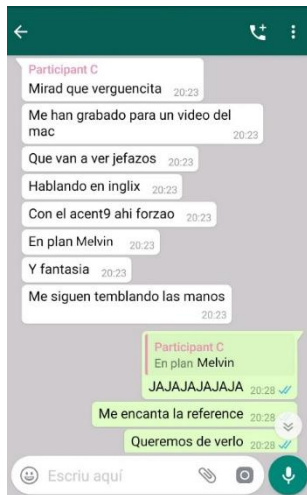 Participant C
Mirad que verguencita 20:23
Me han grabado para un video del
mac 20:23
Que van a ver jefazos 20:23
Hablando en inglix 20:23
Con el acent9 ahi forzao 20:23
En plan Melvin 20:23
Y fantasia 20:23
Me siguen temblando las manos
20:23
Participant C
En plan Melvin
JAJAJAJAJAJA 20:28
Me encanta la reference 20:28
Queremos de verlo 20:28
Escriu aquí